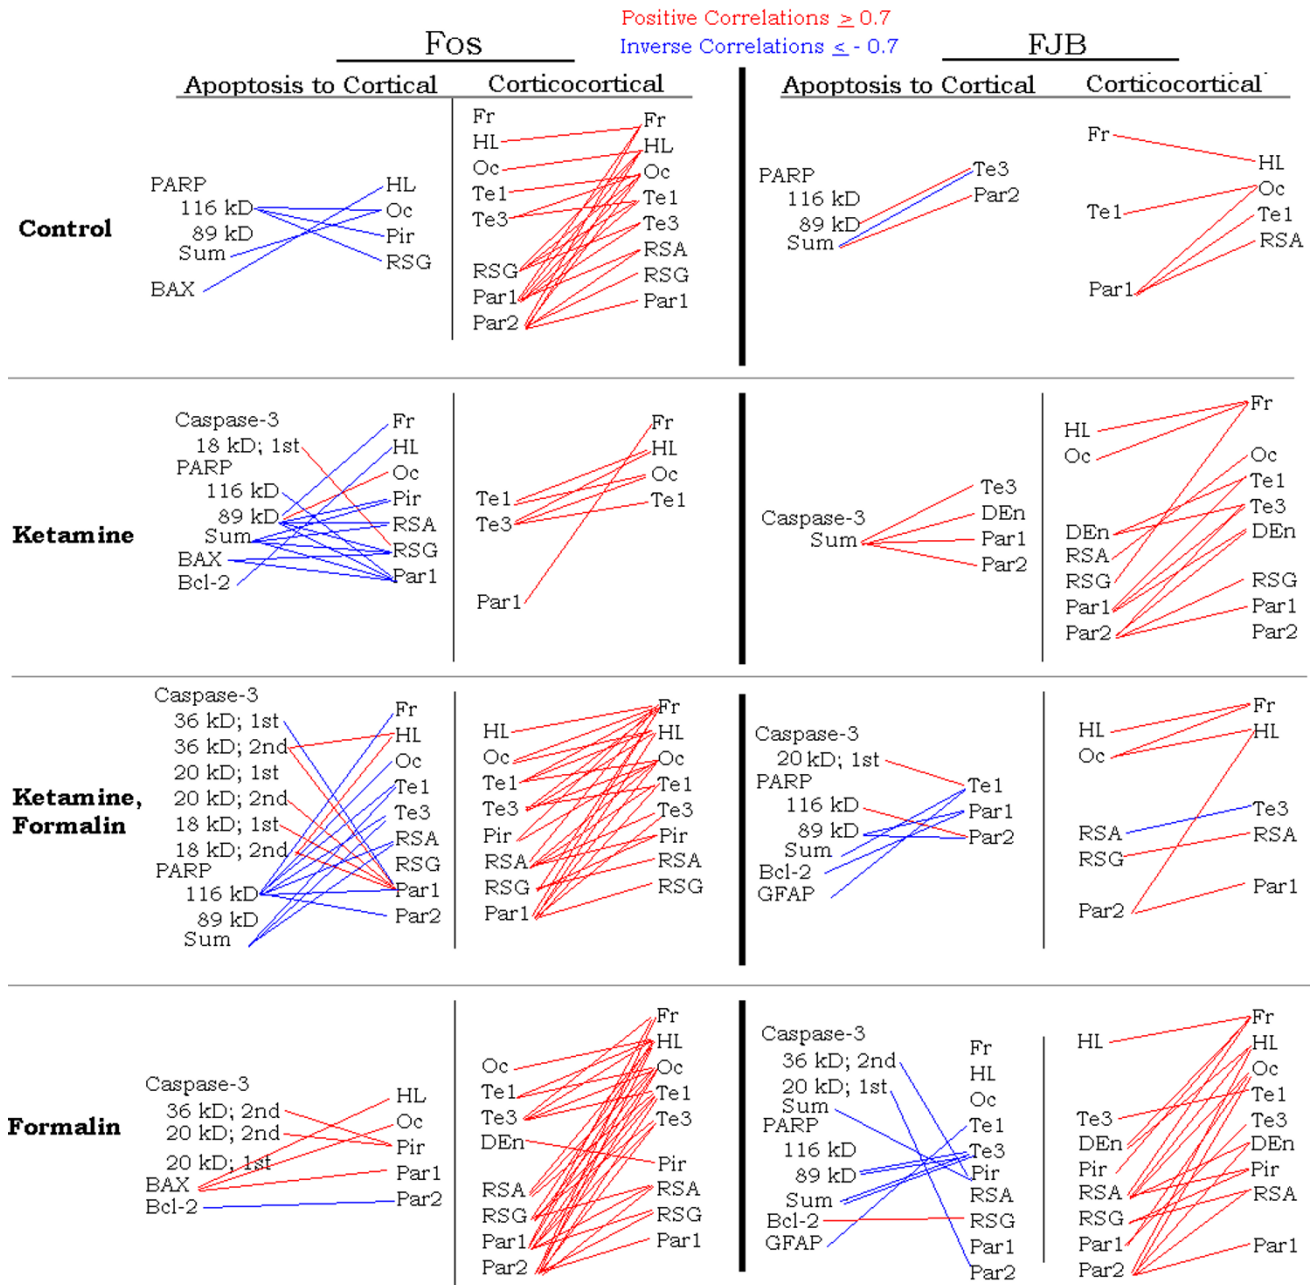 Positive Correlations ≥ 0.7
Inverse Correlations ≤ - 0.7
Fos
FJB
Apoptosis to Cortical
Corticocortical
Apoptosis to Cortical
Corticocortical
Control
PARP
116 kD
89 kD
Sum
BAX
HL
Oc
Pir
RSG
Fr
HL
Oc
Te1
Te3
RSG
Par1
Par2
Fr
HL
Oc
Te1
Te3
RSA
RSG
Par1
PARP
116 kD
89 kD
Sum
Te3
Par2
Fr
Te1
Par1
HL
Oc
Te1
RSA
Ketamine
Caspase-3
18 kD; 1st
PARP
116 kD
89 kD
Sum
BAX
Bcl-2
Fr
HL
Oc
Pir
RSA
RSG
Par1
Te1
Te3
Par1
Fr
HL
Oc
Te1
Caspase-3
Sum
Te3
DEn
Par1
Par2
HL
Oc
DEn
RSA
RSG
Par1
Par2
Fr
Oc
Te1
Te3
DEn
RSG
Par1
Par2
Ketamine,
Formalin
Caspase-3
36 kD; 1st
36 kD; 2nd
20 kD; 1st
20 kD; 2nd
18 kD; 1st
18 kD; 2nd
PARP
116 kD
89 kD
Sum
Fr
HL
Oc
Te1
Te3
RSA
RSG
Par1
Par2
HL
Oc
Te1
Te3
Pir
RSA
RSG
Par1
Fr
HL
Oc
Te1
Te3
Pir
RSA
RSG
Caspase-3
20 kD; 1st
PARP
116 kD
89 kD
Sum
Bcl-2
GFAP
Te1
Par1
Par2
HL
Oc
RSA
RSG
Par2
Fr
HL
Te3
RSA
Par1
Formalin
Caspase-3
36 kD; 2nd
20 kD; 2nd
20 kD; 1st
BAX
Bcl-2
HL
Oc
Pir
Par1
Par2
Oc
Te1
Te3
DEn
RSA
RSG
Par1
Par2
Fr
HL
Oc
Te1
Te3
Pir
RSA
RSG
Par1
Caspase-3
36 kD; 2nd
20 kD; 1st
Sum
PARP
116 kD
89 kD
Sum
Bcl-2
GFAP
Fr
HL
Oc
Te1
Te3
Pir
RSA
RSG
Par1
Par2
HL
Te3
DEn
Pir
RSA
RSG
Par1
Par2
Fr
HL
Oc
Te1
Te3
DEn
Pir
RSA
Par1